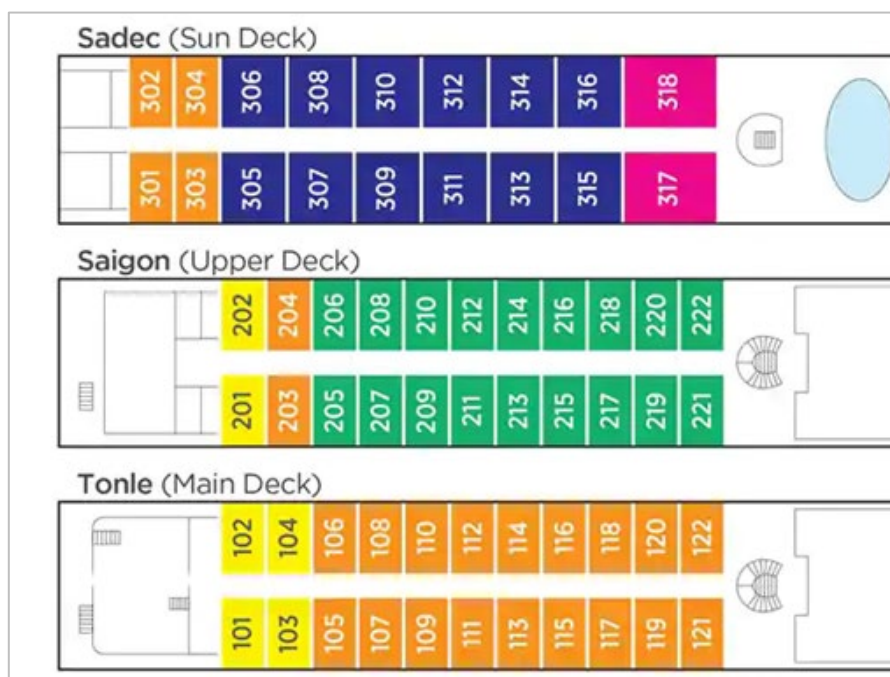 Sadec (Sun Deck)
302 304 306 308 310 312 314 316 318
301 303 305 307 309 311 313 315 317
Saigon (Upper Deck)
202 204 206 208 210 212 214 216 218 220 222
201 203 205 207 209 211 213 215 217 219 221
Tonle (Main Deck)
102 104 106 108 110 112 114 116 118 120 122
101 103 105 107 109 111 113 115 117 119 121